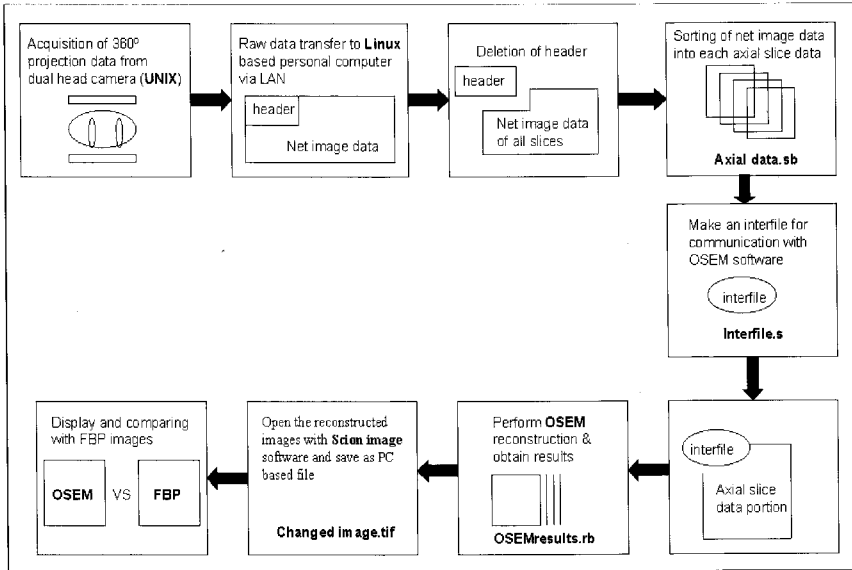 Acquisition of 360º
projection data from
dual head camera (UNIX)
Raw data transfer to Linux
based personal computer
via LAN
header
Net image data
Deletion of header
header
Net image data
of all slices
Sorting of net image data
into each axial slice data
Axial data.sb
Make an interfile for
communication with
OSEM software
interfile
Interfile.s
interfile
Axial slice
data portion
Perform OSEM
reconstruction &
obtain results
OSEMresults.rb
Open the reconstructed
images with Scion image
software and save as PC
based file
Changed image.tif
Display and comparing
with FBP images
OSEM VS FBP